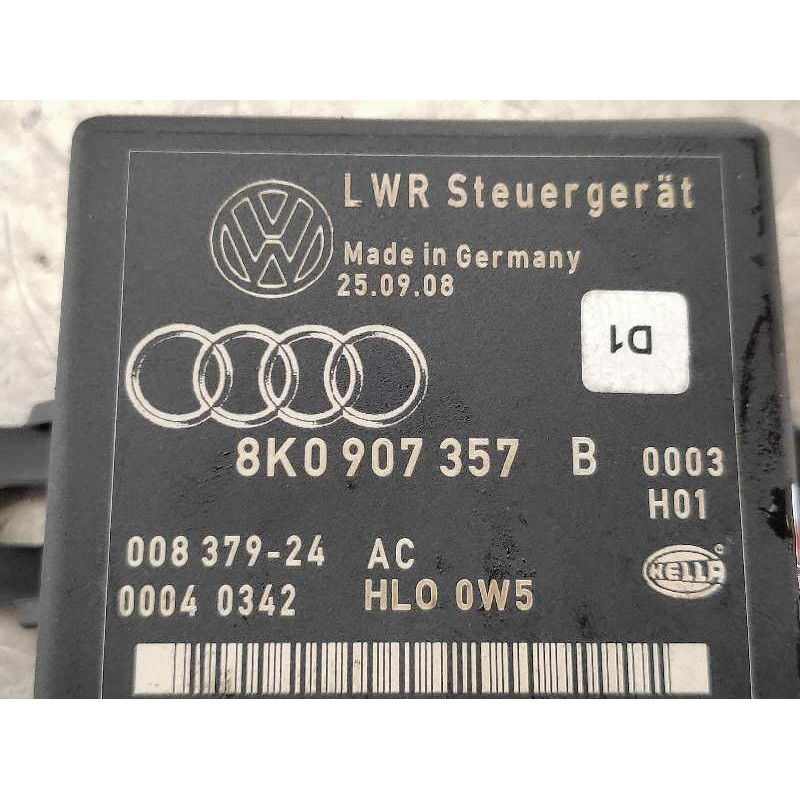 LWR Steuergerät
Made in Germany
25.09.08
D1
8K0 907 357 B 0003
H01
008 379-24 AC
0004 0342 HLO 0W5
HELLA